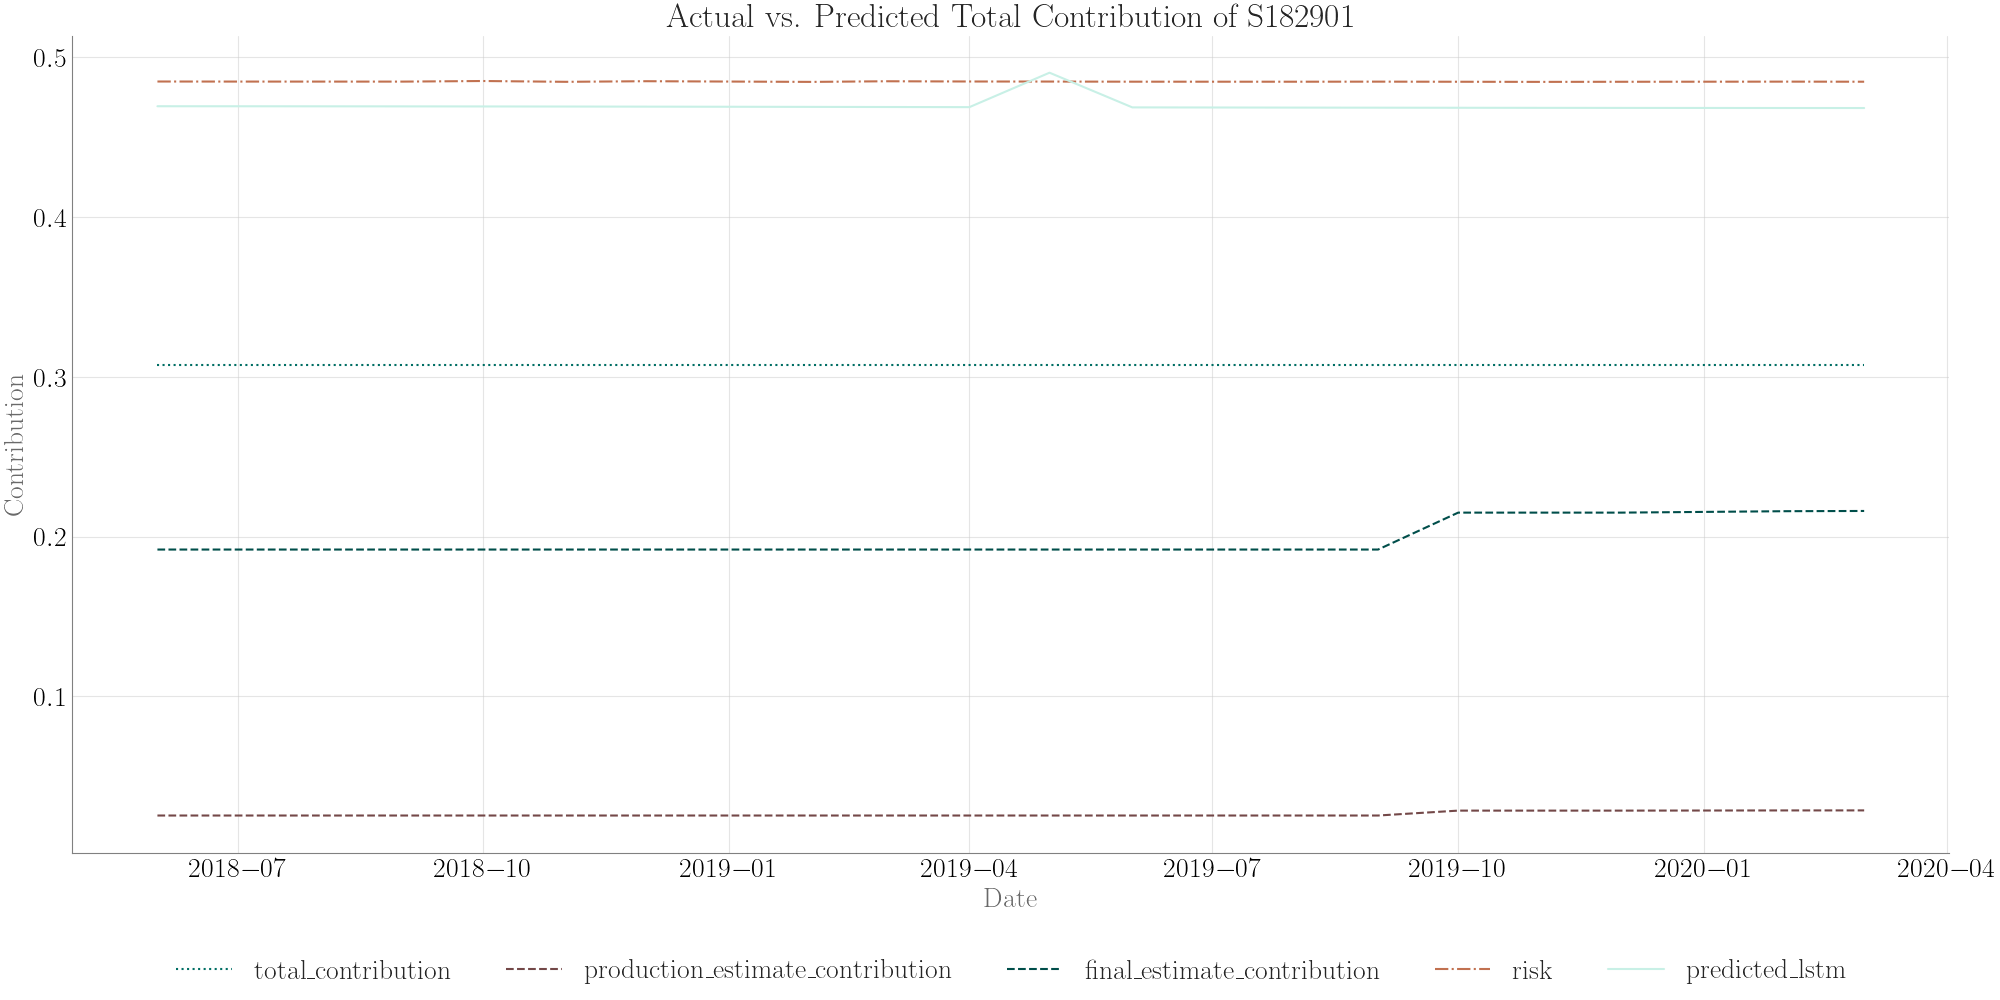 Actual vs. Predicted Total Contribution of S182901
0.5
0.4
0.3
0.2
0.1
Contribution
2018−07 2018−10 2019−01 2019−04 2019−07 2019−10 2020−01 2020−04
Date
total_contribution production_estimate_contribution final_estimate_contribution risk predicted_lstm